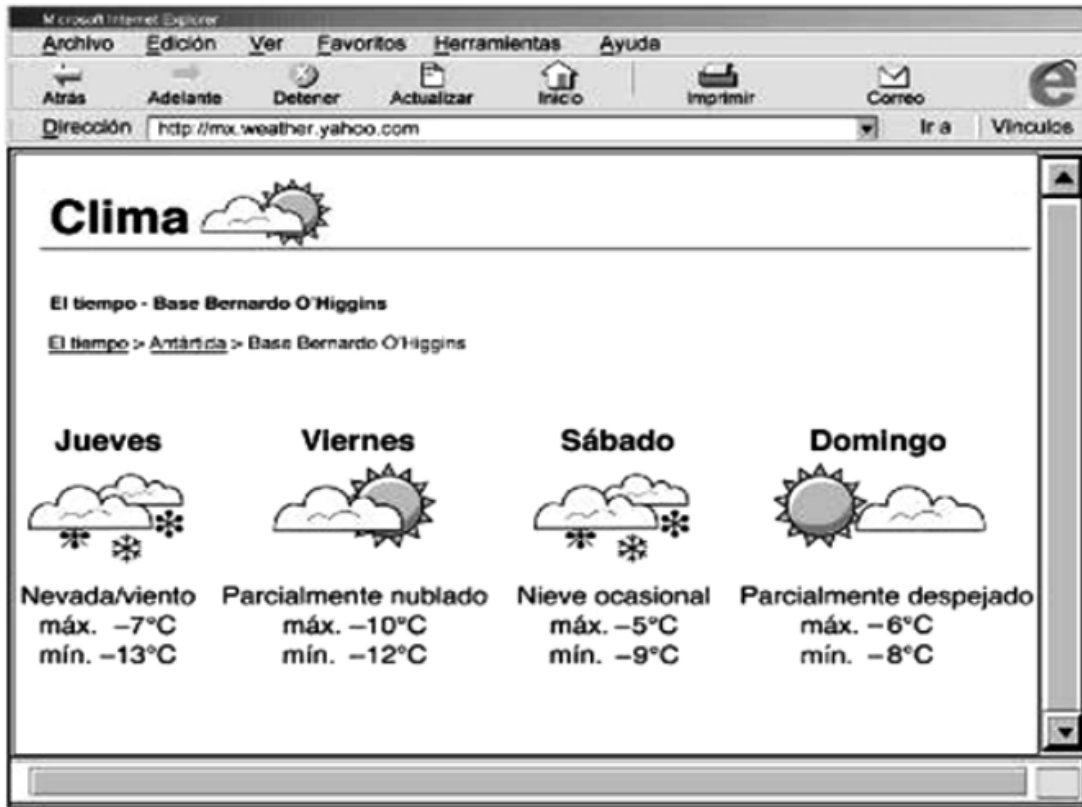 Microsoft Internet Explorer
Archivo Edición Ver Favoritos Herramientas Ayuda
Atrás Adelante Detener Actualizar Inicio Imprimir Correo
Dirección http://mx.weather.yahoo.com Ir a Vínculos
Clima
El tiempo - Base Bernardo O'Higgins
El tiempo > Antártida > Base Bernardo O'Higgins
Jueves Viernes Sábado Domingo
Nevada/viento Parcialmente nublado Nieve ocasional Parcialmente despejado
máx. –7°C máx. –10°C máx. –5°C máx. –6°C
mín. –13°C mín. –12°C mín. –9°C mín. –8°C